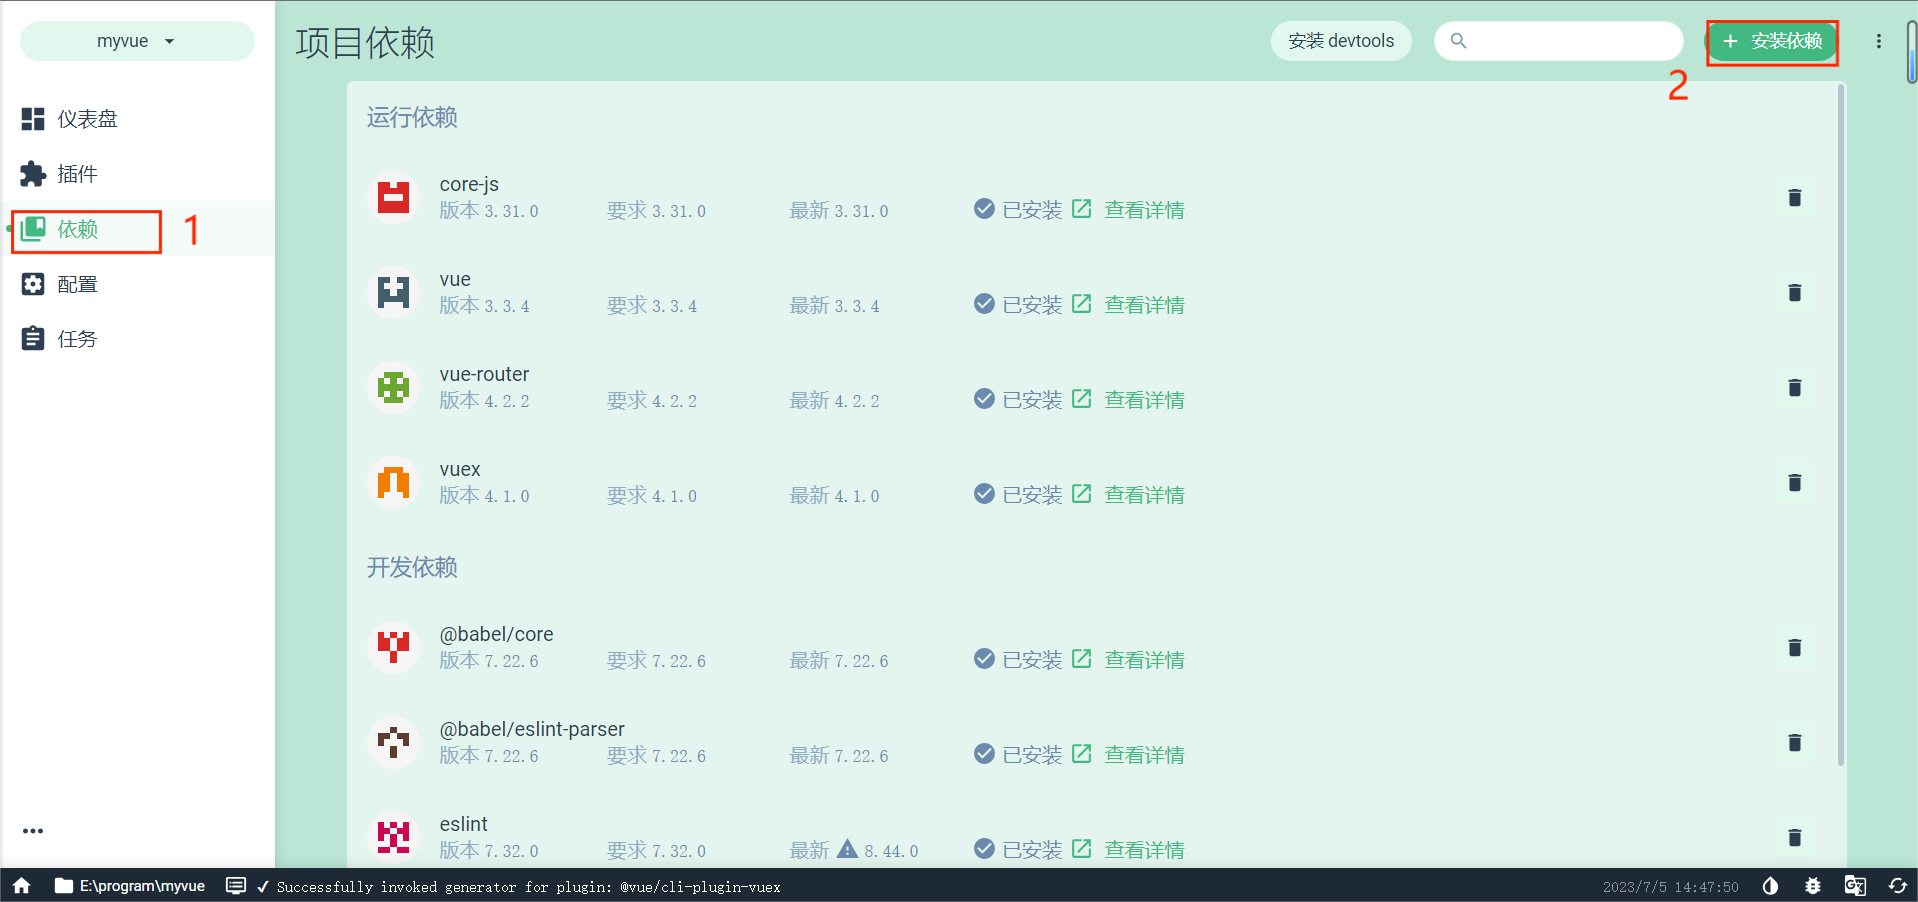 myvue
项目依赖
安装 devtools
安装依赖
2
仪表盘
插件
依赖
1
配置
任务
运行依赖
core-js
版本 3.31.0 要求 3.31.0 最新 3.31.0 已安装 查看详情
vue
版本 3.3.4 要求 3.3.4 最新 3.3.4 已安装 查看详情
vue-router
版本 4.2.2 要求 4.2.2 最新 4.2.2 已安装 查看详情
vuex
版本 4.1.0 要求 4.1.0 最新 4.1.0 已安装 查看详情
开发依赖
@babel/core
版本 7.22.6 要求 7.22.6 最新 7.22.6 已安装 查看详情
@babel/eslint-parser
版本 7.22.6 要求 7.22.6 最新 7.22.6 已安装 查看详情
eslint
版本 7.32.0 要求 7.32.0 最新 8.44.0 已安装 查看详情
E:\program\myvue ✓ Successfully invoked generator for plugin: @vue/cli-plugin-vuex 2023/7/5 14:47:50